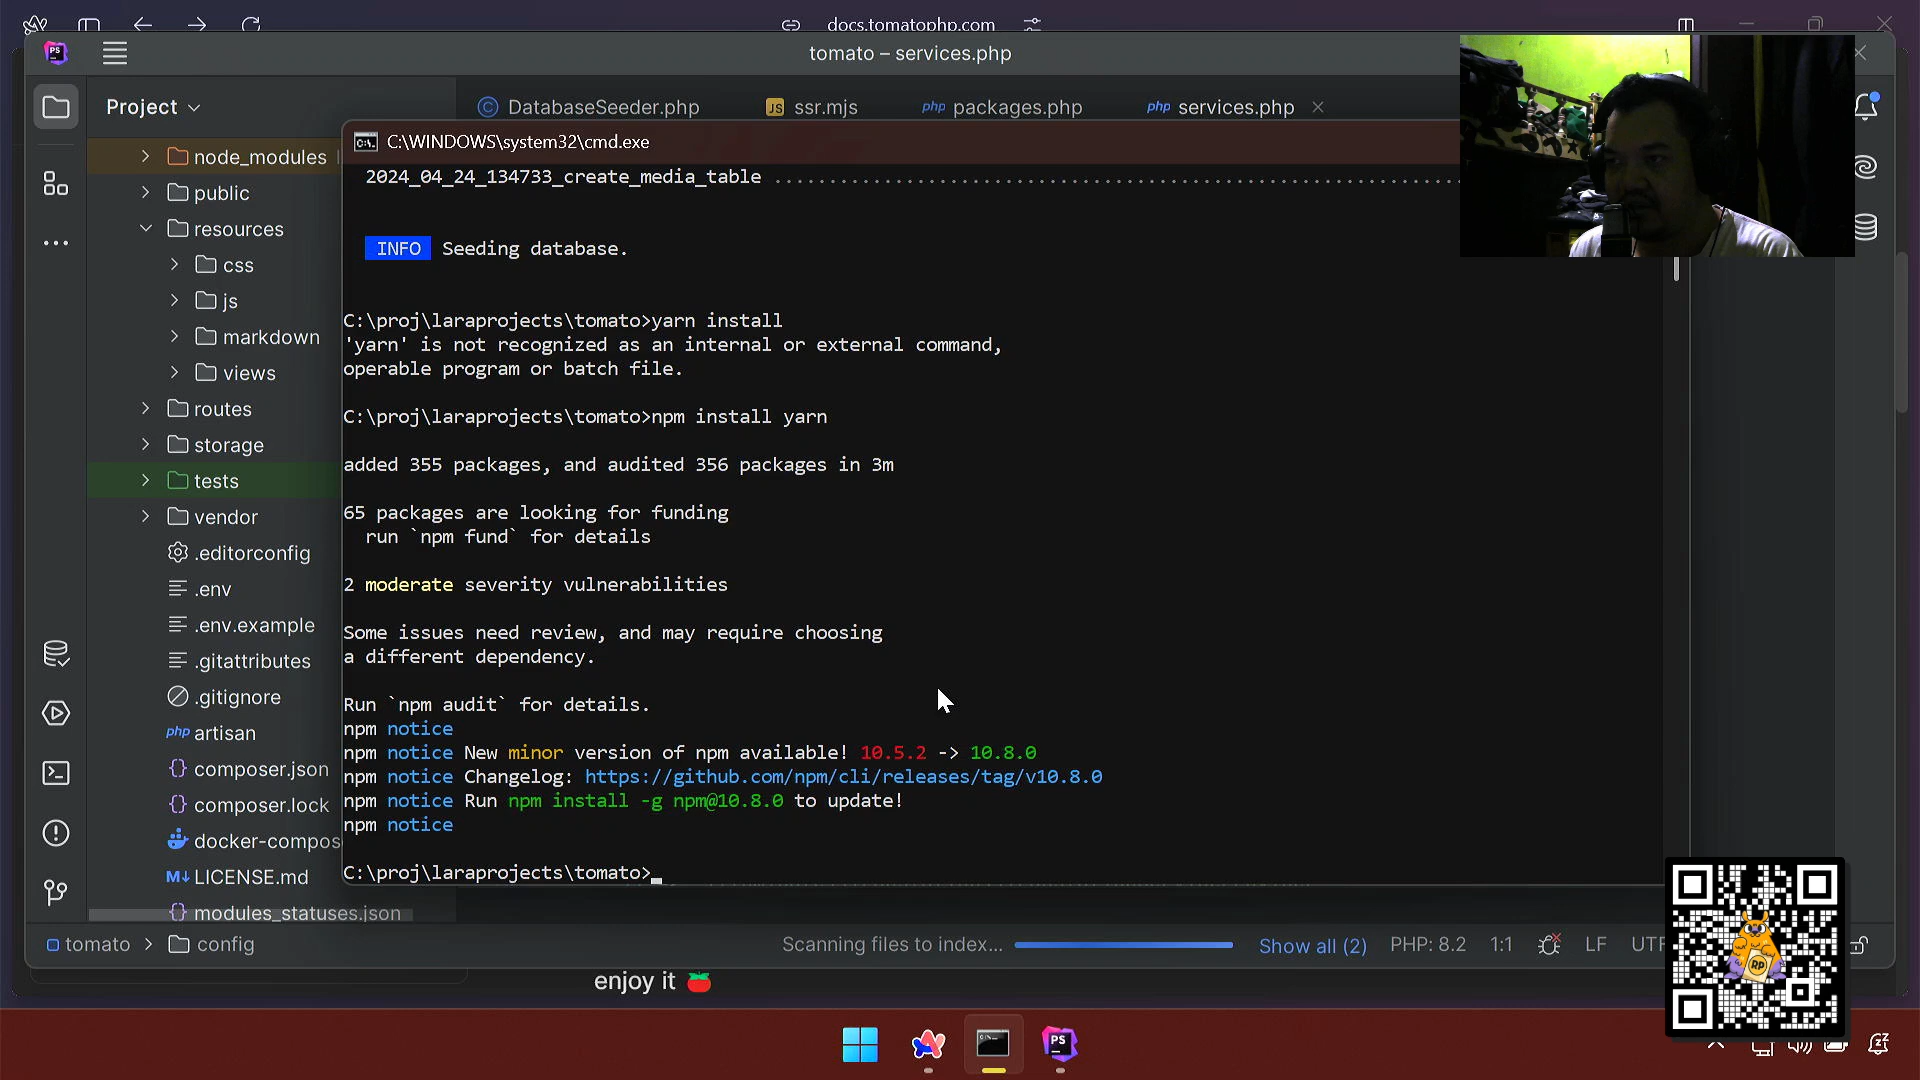 docs.tomatophp.com
PS
tomato – services.php
Project
DatabaseSeeder.php
JS ssr.mjs
php packages.php
php services.php
C:\WINDOWS\system32\cmd.exe
node_modules
public
resources
css
js
markdown
views
routes
storage
tests
vendor
.editorconfig
.env
.env.example
.gitattributes
.gitignore
php artisan
composer.json
composer.lock
docker-compos
M↓ LICENSE.md
modules_statuses.json
2024_04_24_134733_create_media_table ..............................................................
INFO Seeding database.
C:\proj\laraprojects\tomato>yarn install
'yarn' is not recognized as an internal or external command,
operable program or batch file.
C:\proj\laraprojects\tomato>npm install yarn
added 355 packages, and audited 356 packages in 3m
65 packages are looking for funding
run `npm fund` for details
2 moderate severity vulnerabilities
Some issues need review, and may require choosing
a different dependency.
Run `npm audit` for details.
npm notice
npm notice New minor version of npm available! 10.5.2 -> 10.8.0
npm notice Changelog: https://github.com/npm/cli/releases/tag/v10.8.0
npm notice Run npm install -g npm@10.8.0 to update!
npm notice
C:\proj\laraprojects\tomato>
tomato > config
Scanning files to index...
Show all (2)
PHP: 8.2
1:1
LF
UTF
enjoy it 🍅
RP
PS